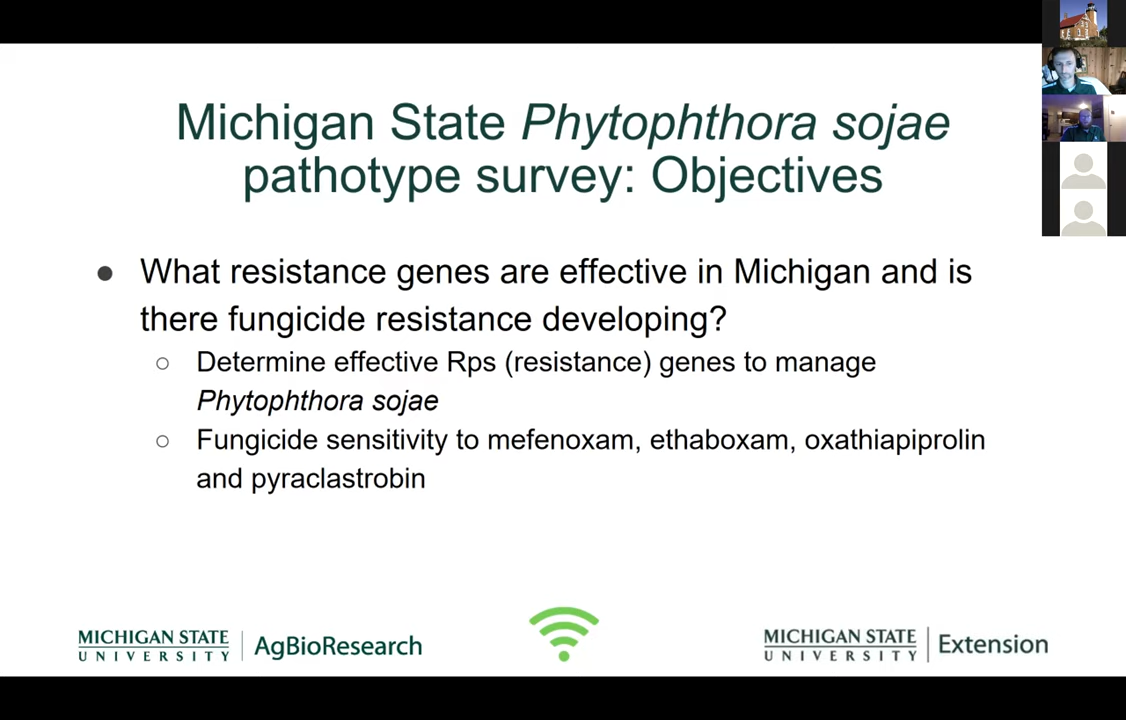 Michigan State Phytophthora sojae
pathotype survey: Objectives
● What resistance genes are effective in Michigan and is
there fungicide resistance developing?
○ Determine effective Rps (resistance) genes to manage
Phytophthora sojae
○ Fungicide sensitivity to mefenoxam, ethaboxam, oxathiapiprolin
and pyraclastrobin
MICHIGAN STATE
UNIVERSITY
AgBioResearch
MICHIGAN STATE
UNIVERSITY
Extension